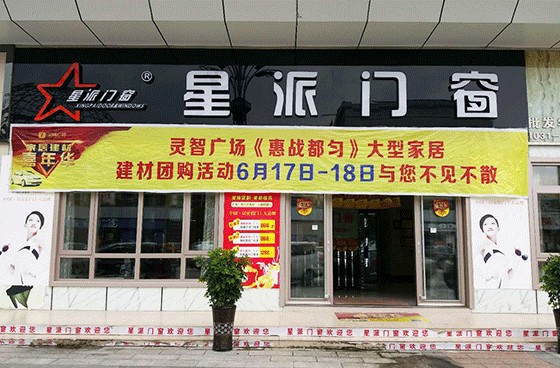 星派门窗
XINGPAIDOOR&WINDOWS
®
星派门窗
批发
家居建材
嘉年华
灵智广场《惠战都匀》大型家居
建材团购活动6月17日-18日与您不见不散
星派门窗欢迎您 星派门窗欢迎您 星派门窗欢迎您 星派门窗欢迎您 星派门窗欢迎您